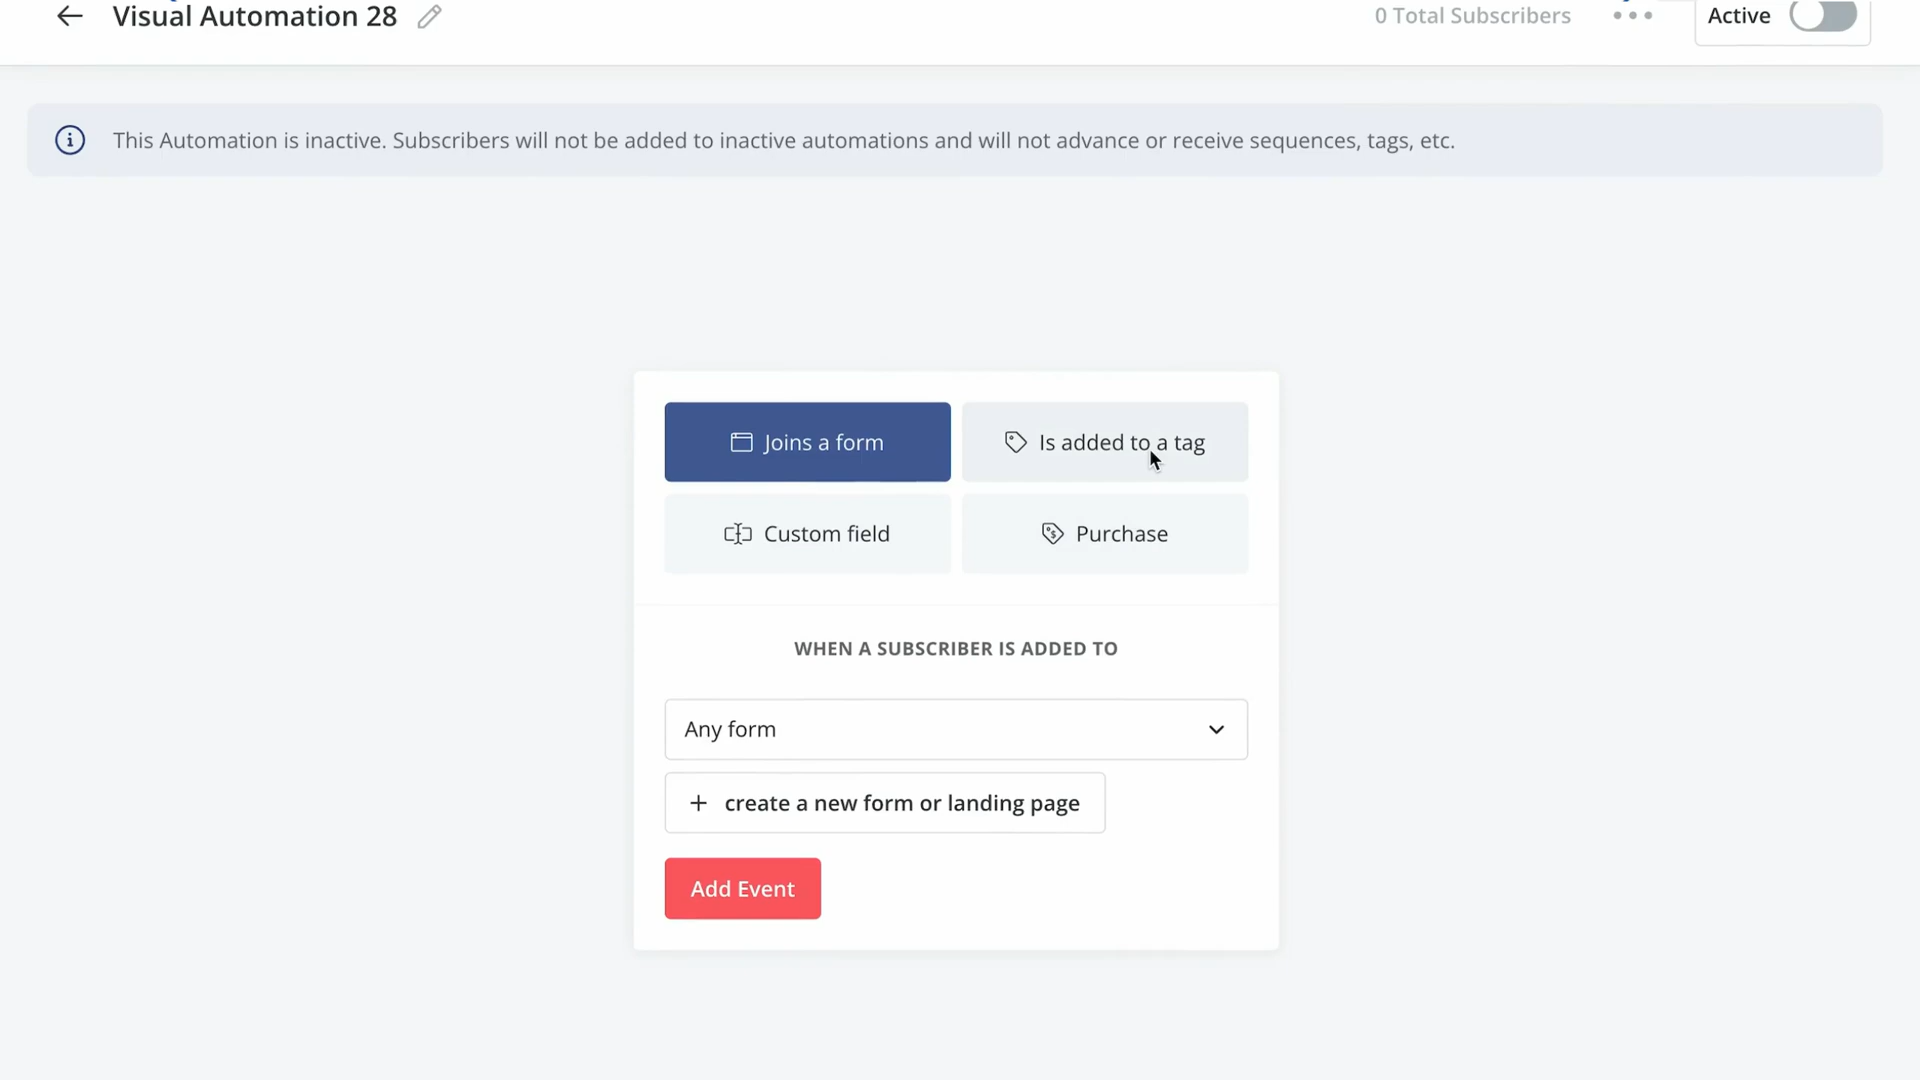 Visual Automation 28
0 Total Subscribers
Active
This Automation is inactive. Subscribers will not be added to inactive automations and will not advance or receive sequences, tags, etc.
Joins a form
Is added to a tag
Custom field
Purchase
WHEN A SUBSCRIBER IS ADDED TO
Any form
+ create a new form or landing page
Add Event